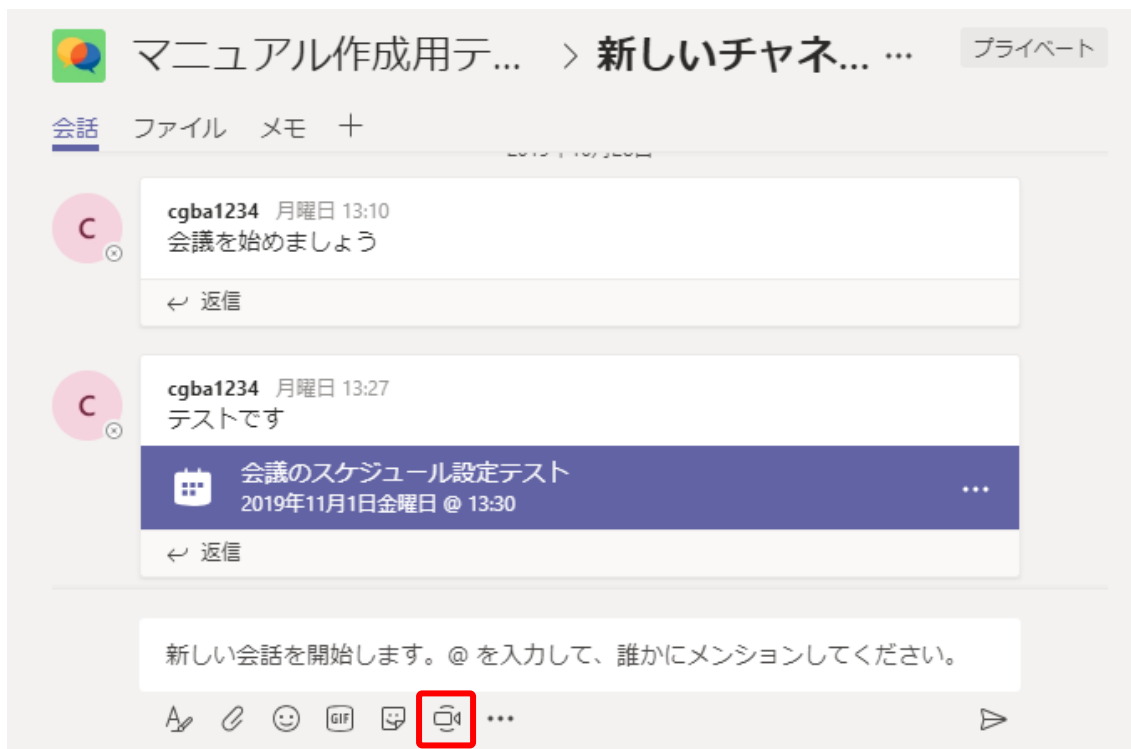 マニュアル作成用テ... > 新しいチャネ... ... プライベート
会話 ファイル メモ +
cgba1234 月曜日 13:10
会議を始めましょう
返信
cgba1234 月曜日 13:27
テストです
会議のスケジュール設定テスト
2019年11月1日金曜日 @ 13:30
返信
新しい会話を開始します。@ を入力して、誰かにメンションしてください。
GIF
C
C